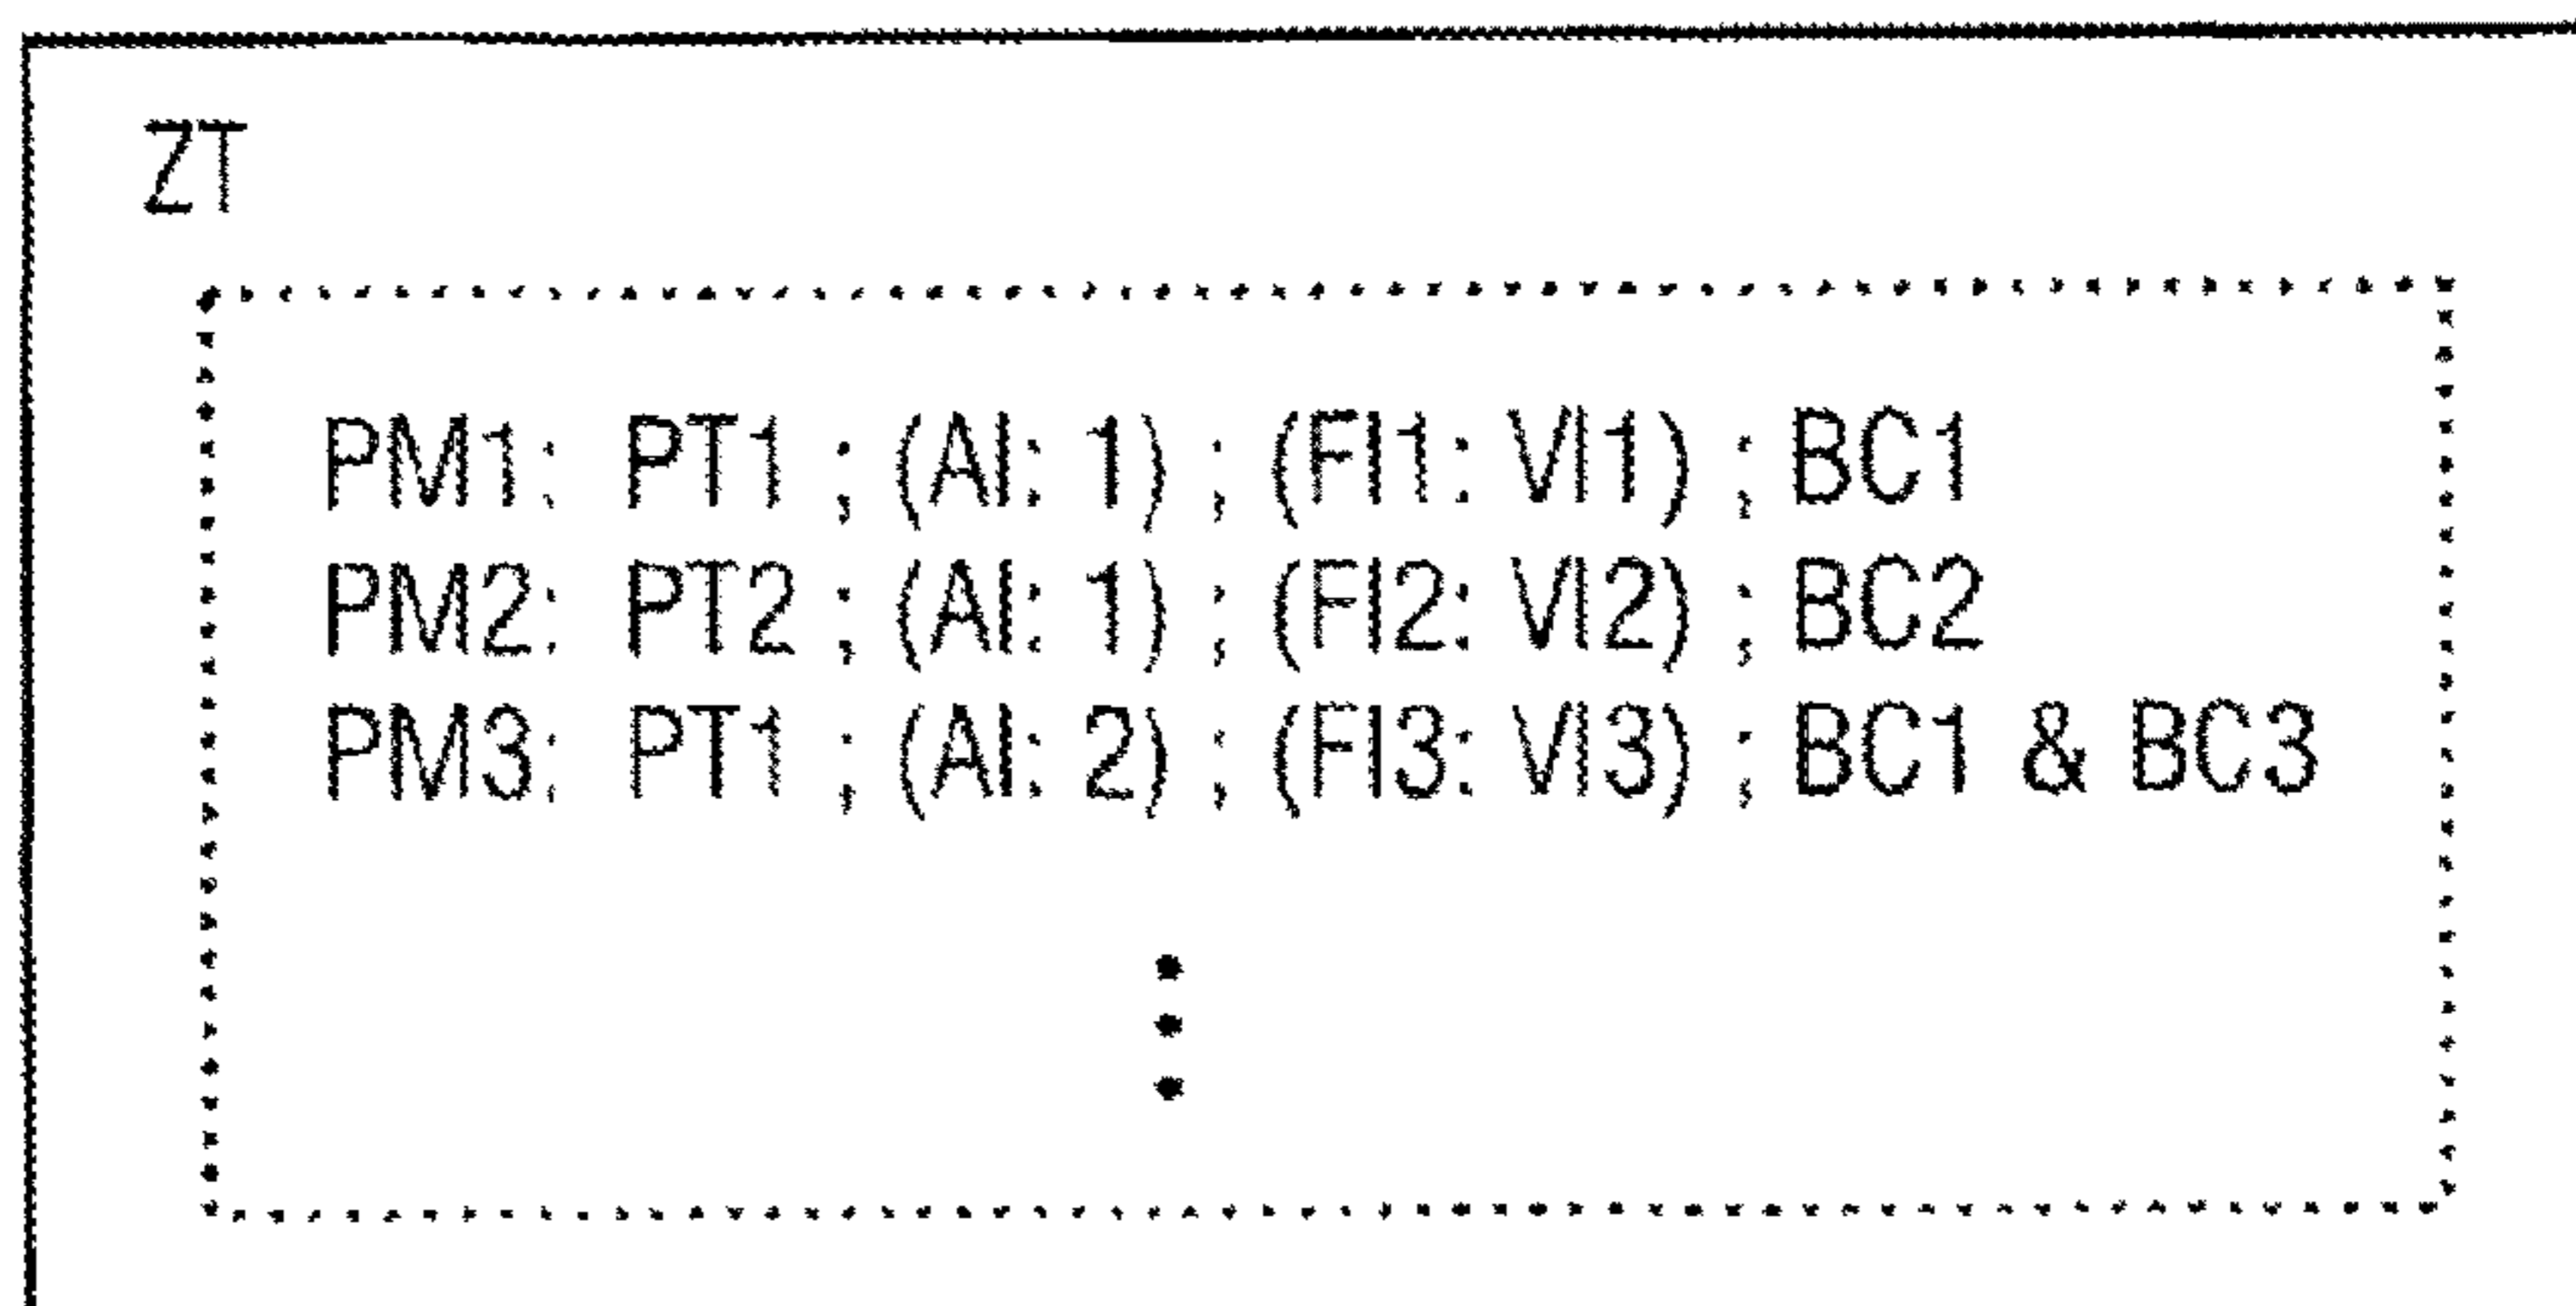 ZT
PM1: PT1 ; (AI: 1) ; (FI1: VI1) ; BC1
PM2: PT2 ; (AI: 1) ; (FI2: VI2) ; BC2
PM3: PT1 ; (AI: 2) ; (FI3: VI3) ; BC1 & BC3